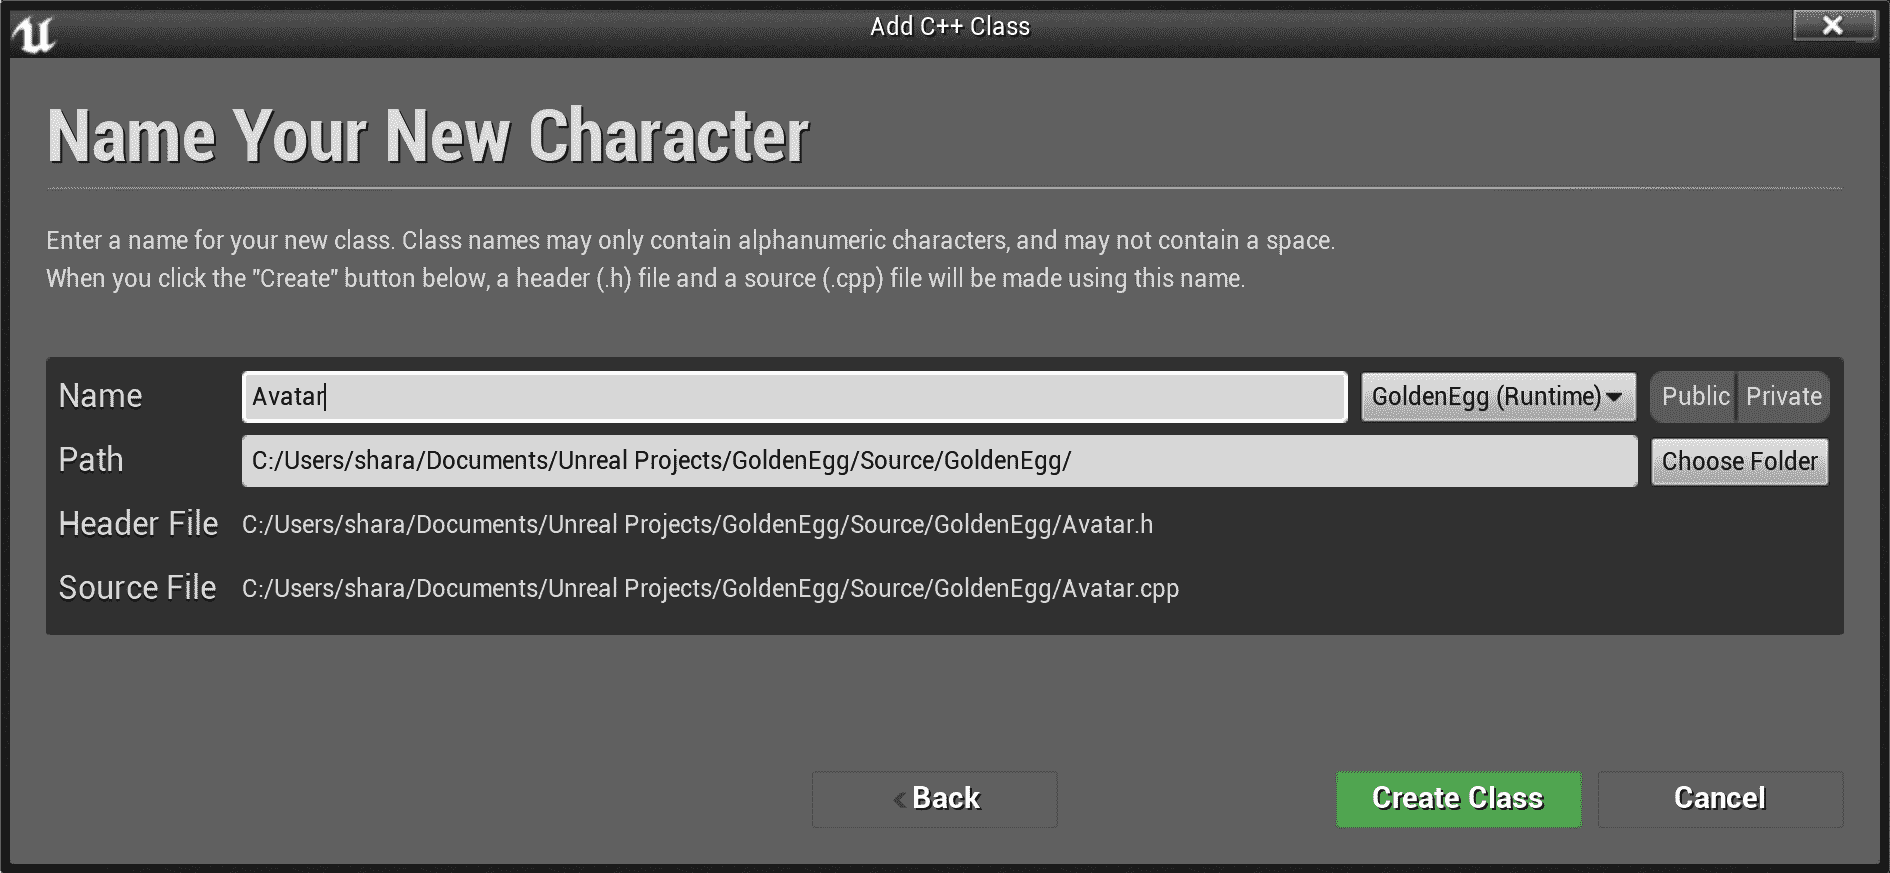 Add C++ Class
Name Your New Character
Enter a name for your new class. Class names may only contain alphanumeric characters, and may not contain a space.
When you click the "Create" button below, a header (.h) file and a source (.cpp) file will be made using this name.
Name Avatar GoldenEgg (Runtime) Public Private
Path C:/Users/shara/Documents/Unreal Projects/GoldenEgg/Source/GoldenEgg/ Choose Folder
Header File C:/Users/shara/Documents/Unreal Projects/GoldenEgg/Source/GoldenEgg/Avatar.h
Source File C:/Users/shara/Documents/Unreal Projects/GoldenEgg/Source/GoldenEgg/Avatar.cpp
Back Create Class Cancel